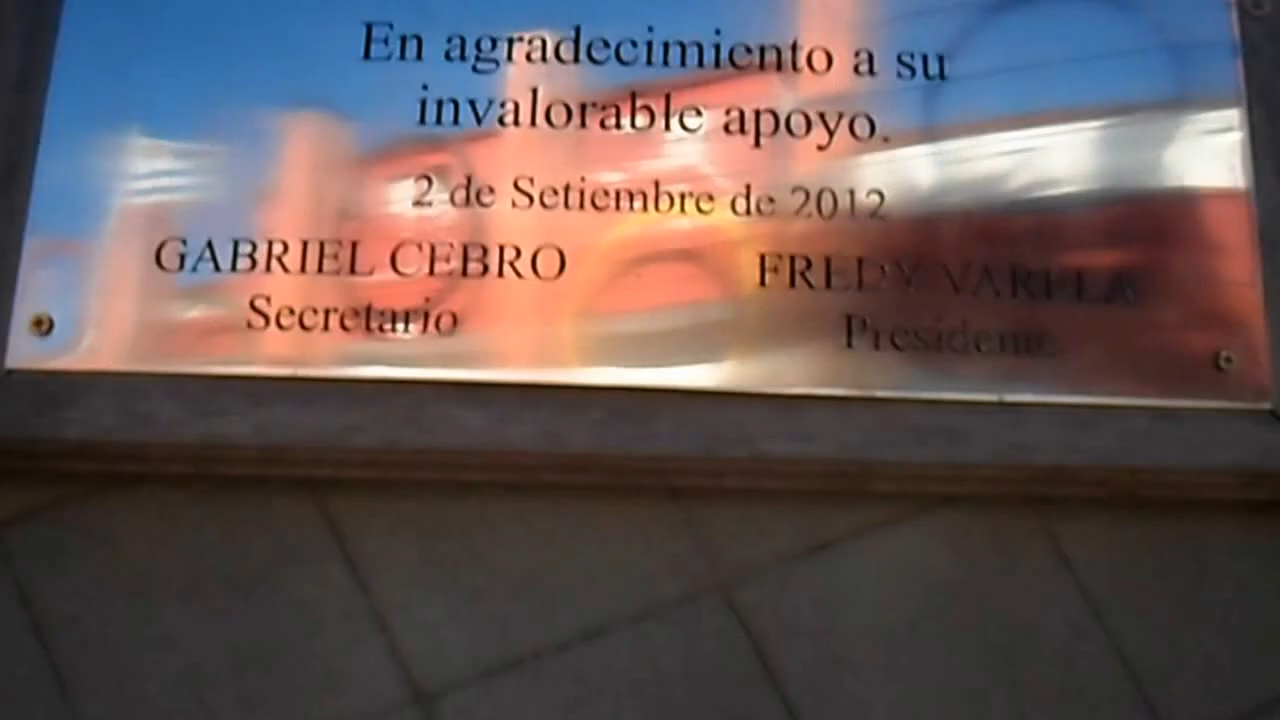 En agradecimiento a su
invalorable apoyo.
2 de Setiembre de 2012
GABRIEL CEBRO FREDY VARELA
Secretario Presidente